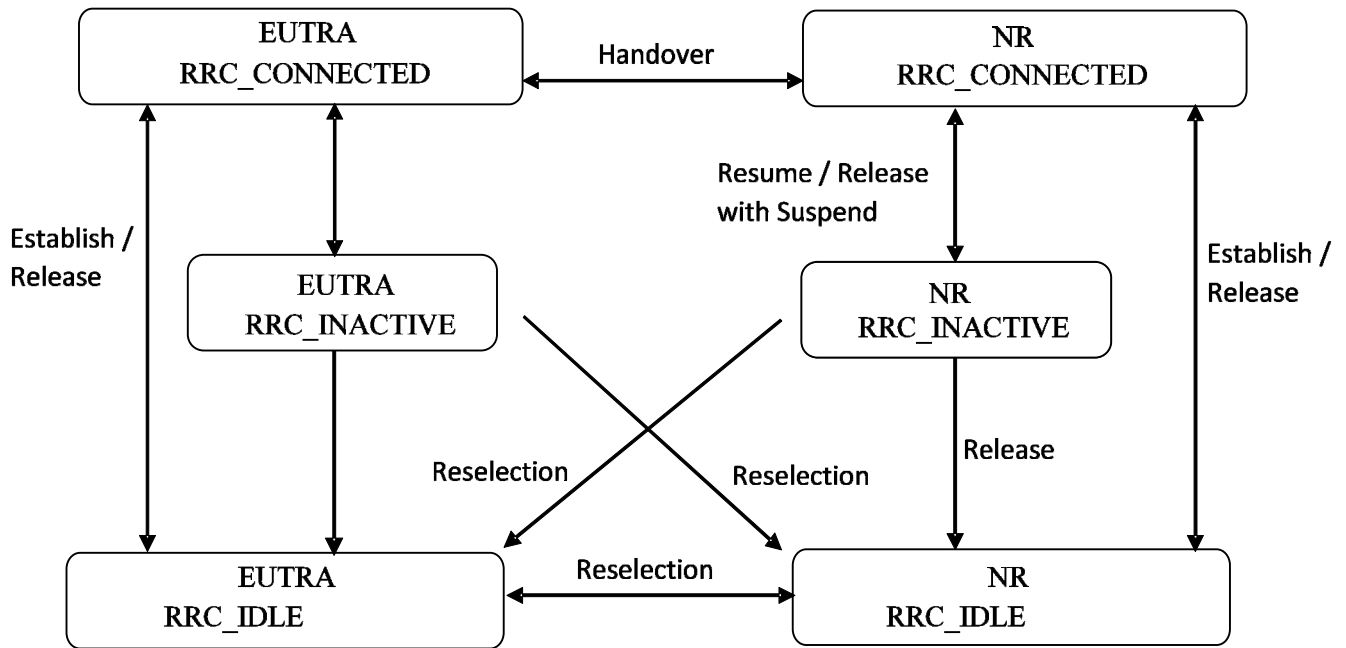 EUTRA
RRC_CONNECTED
Handover
NR
RRC_CONNECTED
Establish /
Release
Resume / Release
with Suspend
Establish /
Release
EUTRA
RRC_INACTIVE
NR
RRC_INACTIVE
Reselection
Reselection
Release
EUTRA
RRC_IDLE
Reselection
NR
RRC_IDLE